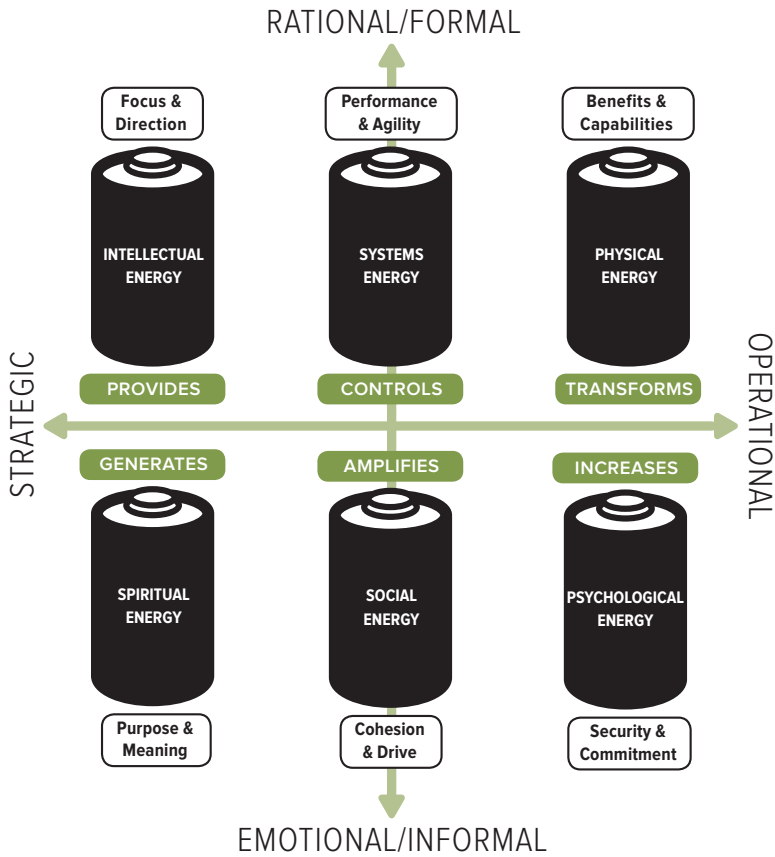 RATIONAL/FORMAL
Focus &
Direction
Performance
& Agility
Benefits &
Capabilities
INTELLECTUAL
ENERGY
SYSTEMS
ENERGY
PHYSICAL
ENERGY
PROVIDES
CONTROLS
TRANSFORMS
STRATEGIC
OPERATIONAL
GENERATES
AMPLIFIES
INCREASES
SPIRITUAL
ENERGY
SOCIAL
ENERGY
PSYCHOLOGICAL
ENERGY
Purpose &
Meaning
Cohesion
& Drive
Security &
Commitment
EMOTIONAL/INFORMAL